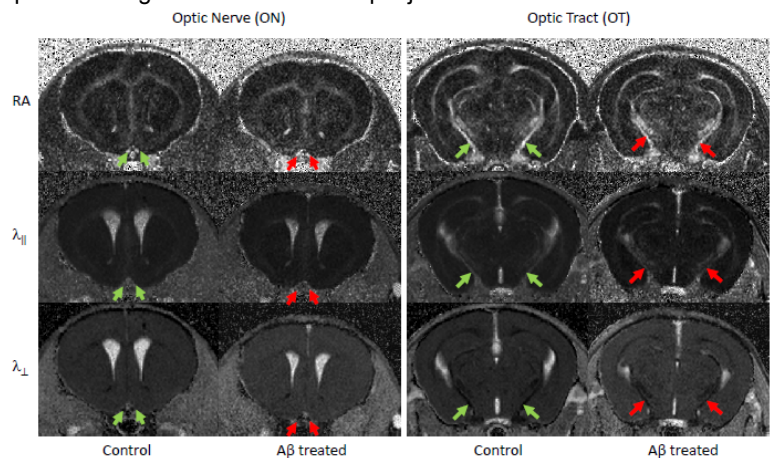 Optic Nerve (ON) Optic Tract (OT)
RA
λ||
λ⊥
Control Aβ treated Control Aβ treated